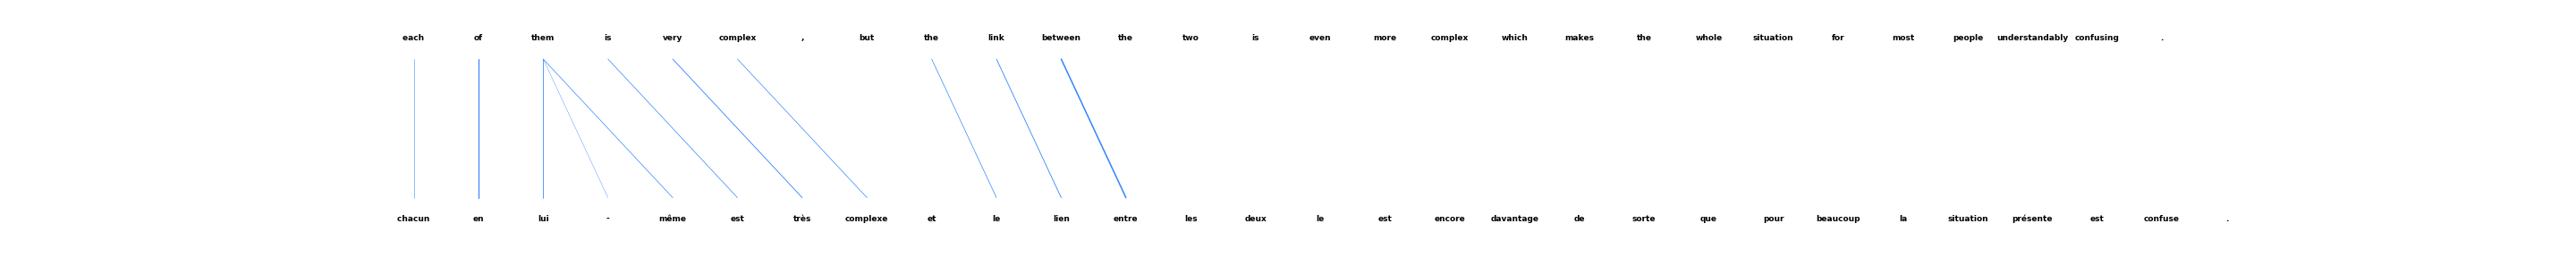 each of them is very complex , but the link between the two is even more complex which makes the whole situation for most people understandably confusing .
chacun en lui - même est très complexe et le lien entre les deux le est encore davantage de sorte que pour beaucoup la situation présente est confuse .